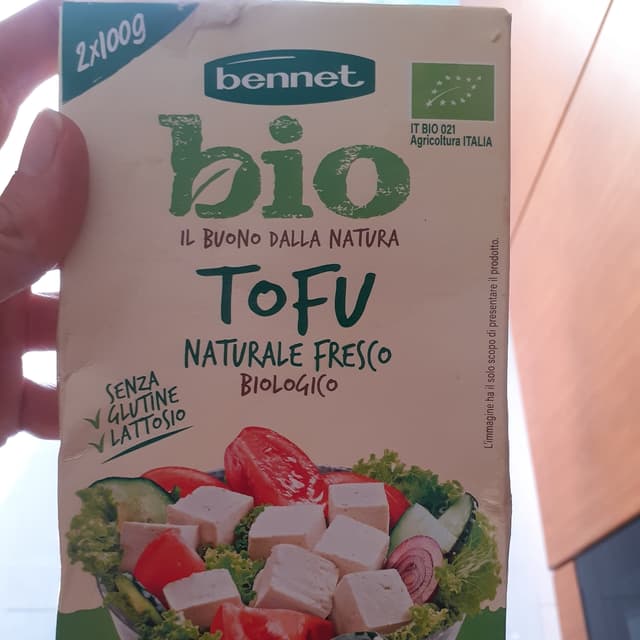 2x100g
bennet
bio
IT BIO 021
Agricoltura ITALIA
IL BUONO DALLA NATURA
TOFU
NATURALE FRESCO
BIOLOGICO
SENZA
GLUTINE
LATTOSIO
L'immagine ha il solo scopo di presentare il prodotto.